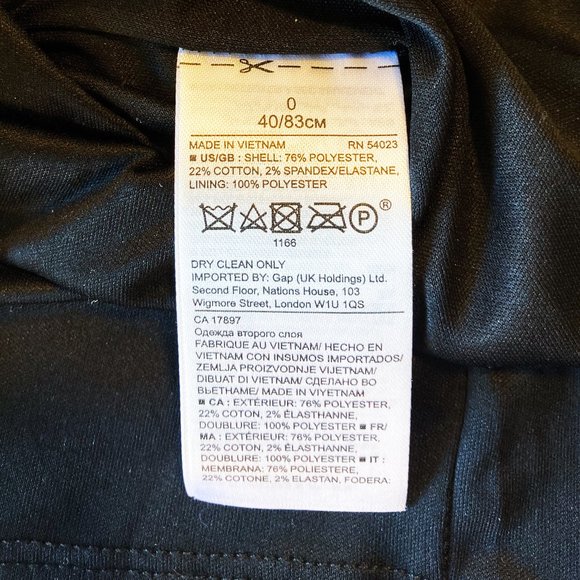 0
40/83CM
MADE IN VIETNAM RN 54023
US/GB : SHELL: 76% POLYESTER,
22% COTTON, 2% SPANDEX/ELASTANE,
LINING: 100% POLYESTER
P ®
1166
DRY CLEAN ONLY
IMPORTED BY: Gap (UK Holdings) Ltd.
Second Floor, Nations House, 103
Wigmore Street, London W1U 1QS
CA 17897
Одежда второго слоя
FABRIQUE AU VIETNAM/ HECHO EN
VIETNAM CON INSUMOS IMPORTADOS/
ZEMLJA PROIZVODNJE VIJETNAM/
DIBUAT DI VIETNAM/ СДЕЛАНО ВО
ВЬЕТНАМЕ/ MADE IN VIYETNAM
CA : EXTÉRIEUR: 76% POLYESTER,
22% COTON, 2% ÉLASTHANNE,
DOUBLURE: 100% POLYESTER FR/
MA : EXTÉRIEUR: 76% POLYESTER,
22% COTON, 2% ÉLASTHANNE,
DOUBLURE: 100% POLYESTER IT :
MEMBRANA: 76% POLIESTERE,
22% COTONE, 2% ELASTAN, FODERA: